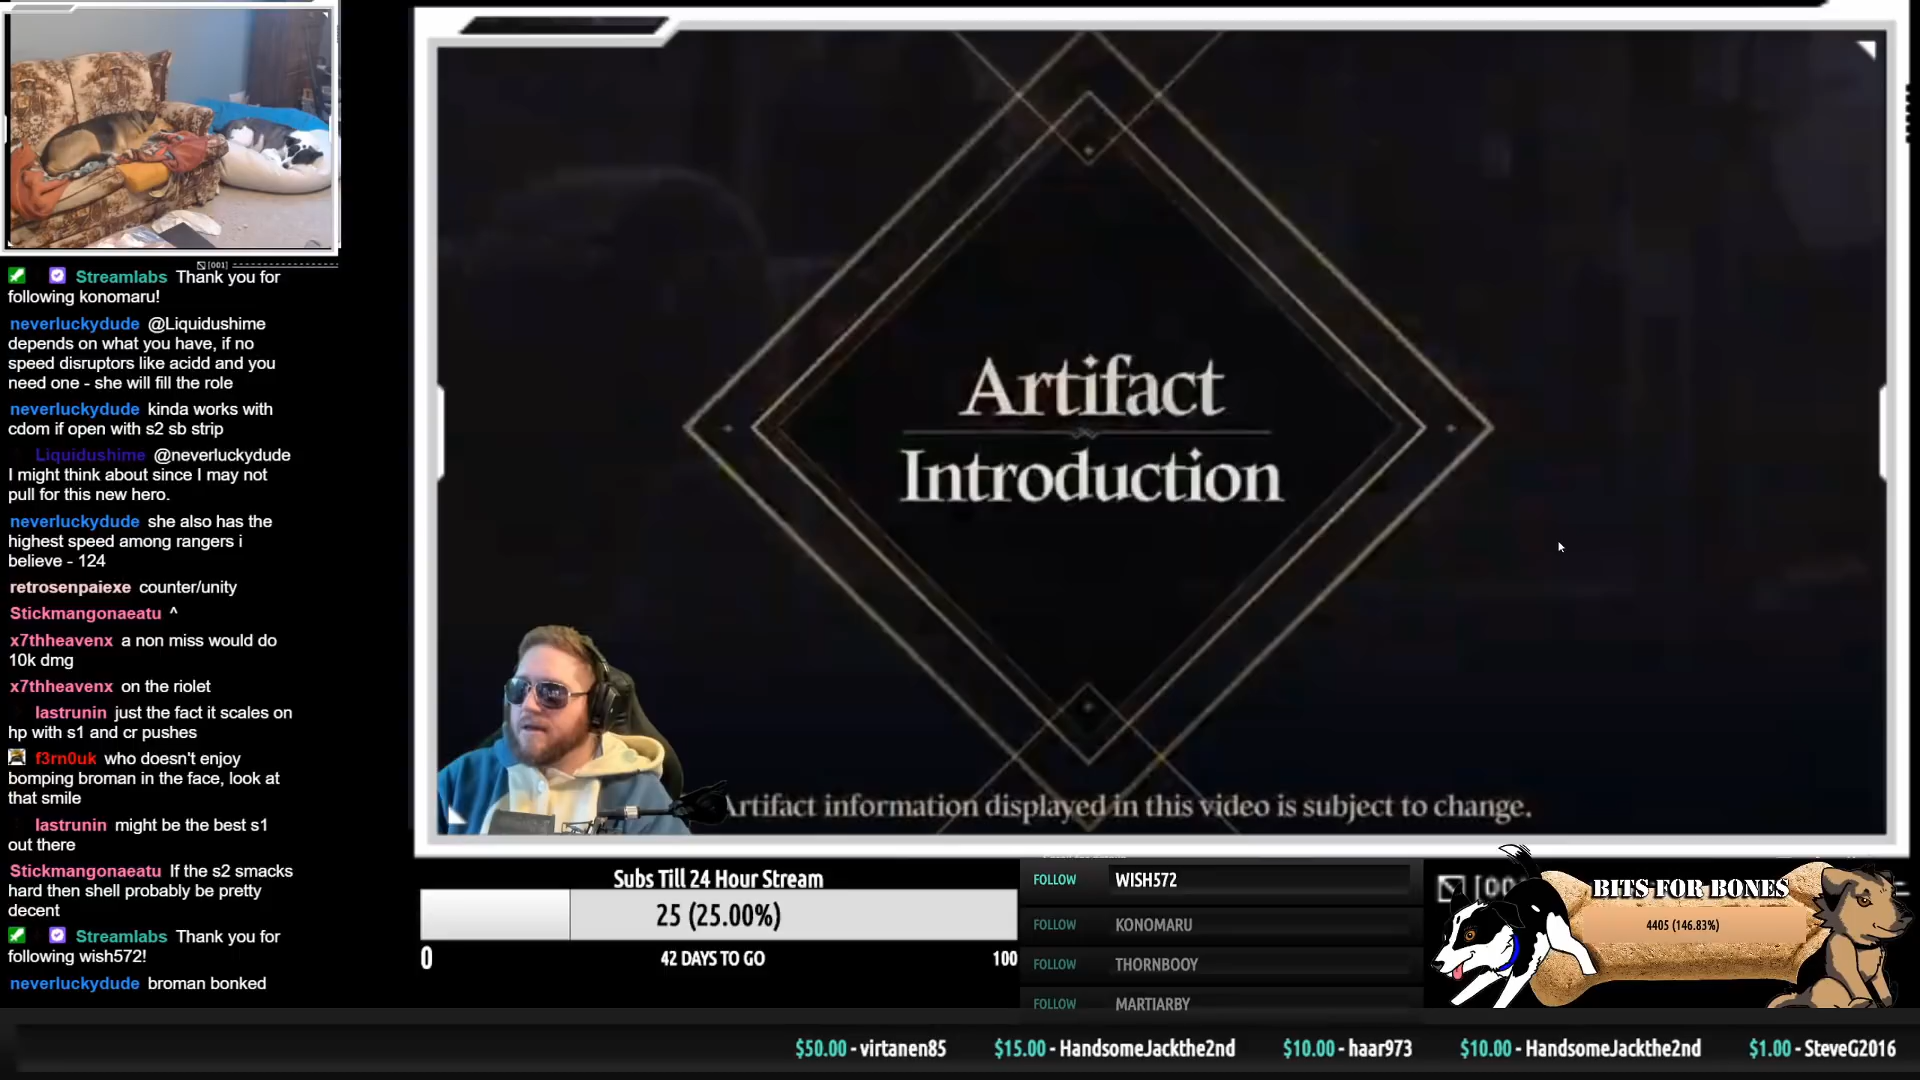 [001]
Streamlabs Thank you for
following konomaru!
neverluckydude @Liquidushime
depends on what you have, if no
speed disruptors like acidd and you
need one - she will fill the role
neverluckydude kinda works with
cdom if open with s2 sb strip
Liquidushime @neverluckydude
I might think about since I may not
pull for this new hero.
neverluckydude she also has the
highest speed among rangers i
believe - 124
retrosenpaiexe counter/unity
Stickmangonaeatu ^
x7thheavenx a non miss would do
10k dmg
x7thheavenx on the riolet
lastrunin just the fact it scales on
hp with s1 and cr pushes
f3rn0uk who doesn't enjoy
bomping broman in the face, look at
that smile
lastrunin might be the best s1
out there
Stickmangonaeatu If the s2 smacks
hard then shell probably be pretty
decent
Streamlabs Thank you for
following wish572!
neverluckydude broman bonked
Artifact
Introduction
Artifact information displayed in this video is subject to change.
Subs Till 24 Hour Stream
25 (25.00%)
0 42 DAYS TO GO 100
FOLLOW WISH572
FOLLOW KONOMARU
FOLLOW THORNBOOY
FOLLOW MARTIARBY
BITS FOR BONES
4405 (146.83%)
$50.00 - virtanen85 $15.00 - HandsomeJackthe2nd $10.00 - haar973 $10.00 - HandsomeJackthe2nd $1.00 - SteveG2016